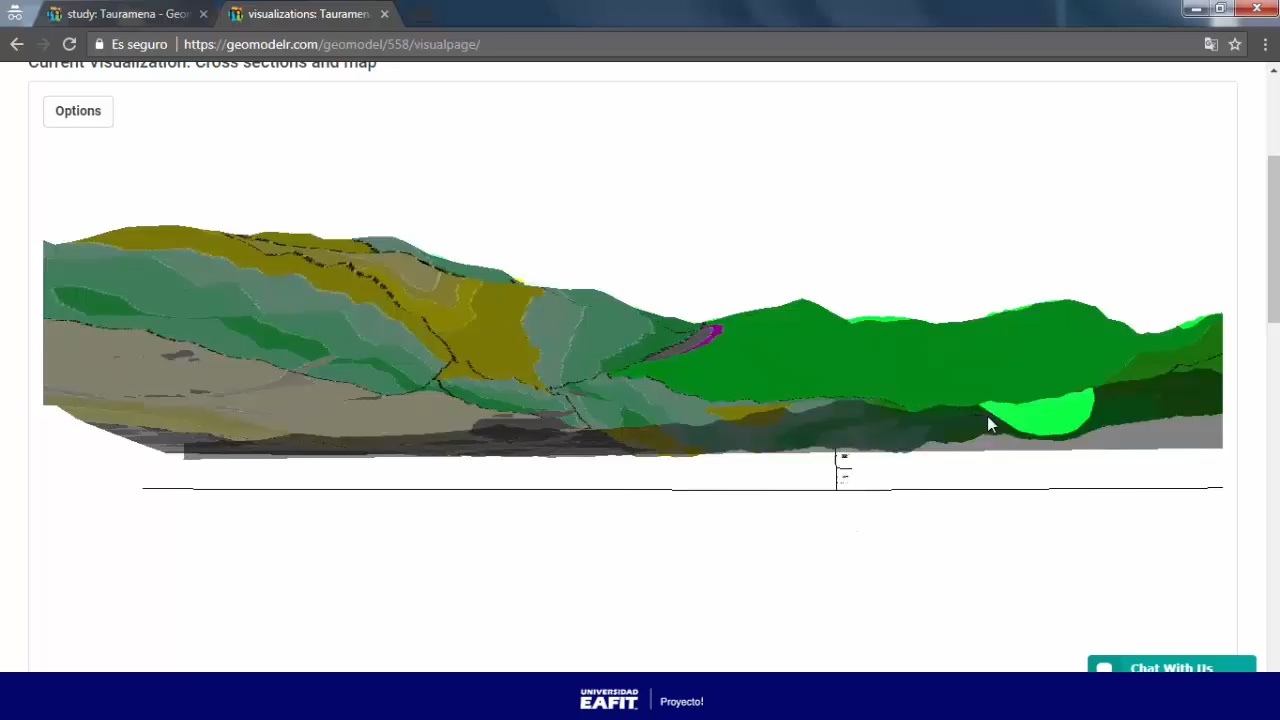 study: Tauramena - Geor
visualizations: Tauramen
Es seguro
https://geomodelr.com/geomodel/558/visualpage/
Current Visualization: Cross sections and map
Options
Chat With Us
UNIVERSIDAD
EAFIT
Proyecto!